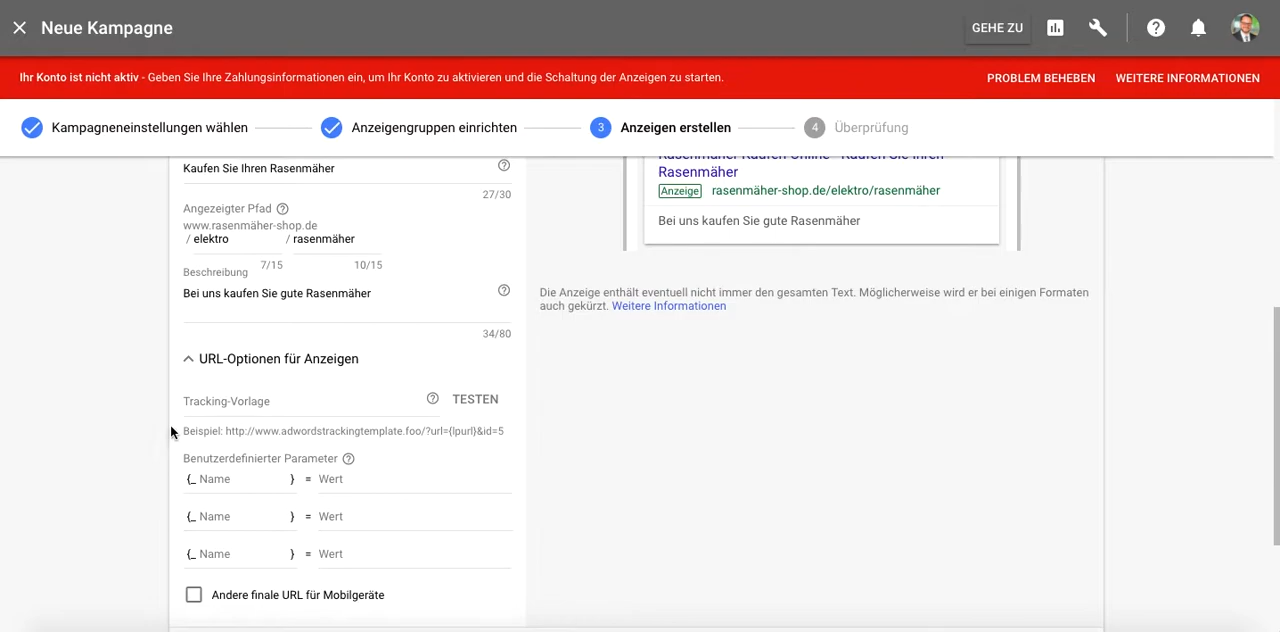 Neue Kampagne
GEHE ZU
Ihr Konto ist nicht aktiv - Geben Sie Ihre Zahlungsinformationen ein, um Ihr Konto zu aktivieren und die Schaltung der Anzeigen zu starten.
PROBLEM BEHEBEN
WEITERE INFORMATIONEN
Kampagneneinstellungen wählen
Anzeigengruppen einrichten
3 Anzeigen erstellen
4 Überprüfung
Kaufen Sie Ihren Rasenmäher
27/30
Angezeigter Pfad
www.rasenmäher-shop.de
/ elektro / rasenmäher
7/15 10/15
Beschreibung
Bei uns kaufen Sie gute Rasenmäher
34/80
URL-Optionen für Anzeigen
Tracking-Vorlage
TESTEN
Beispiel: http://www.adwordstrackingtemplate.foo/?url={lpurl}&id=5
Benutzerdefinierter Parameter
{_ Name } = Wert
{_ Name } = Wert
{_ Name } = Wert
Andere finale URL für Mobilgeräte
Rasenmäher Kaufen Online - Kaufen Sie Ihren
Rasenmäher
Anzeige rasenmäher-shop.de/elektro/rasenmäher
Bei uns kaufen Sie gute Rasenmäher
Die Anzeige enthält eventuell nicht immer den gesamten Text. Möglicherweise wird er bei einigen Formaten
auch gekürzt. Weitere Informationen